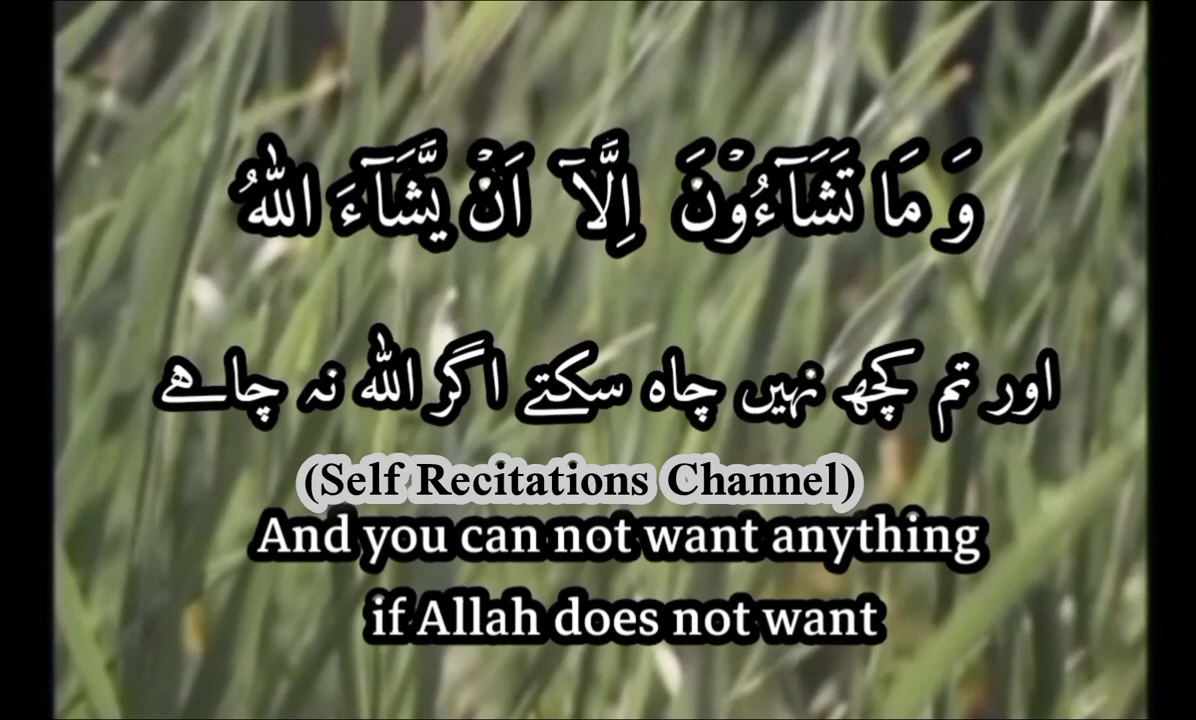 وَ مَا تَشَآءُوْنَ اِلَّآ اَنْ يَّشَآءَ اللّٰهُ
اور تم کچھ نہیں چاہ سکتے اگر اللّٰہ نہ چاہے
(Self Recitations Channel)
And you can not want anything
if Allah does not want